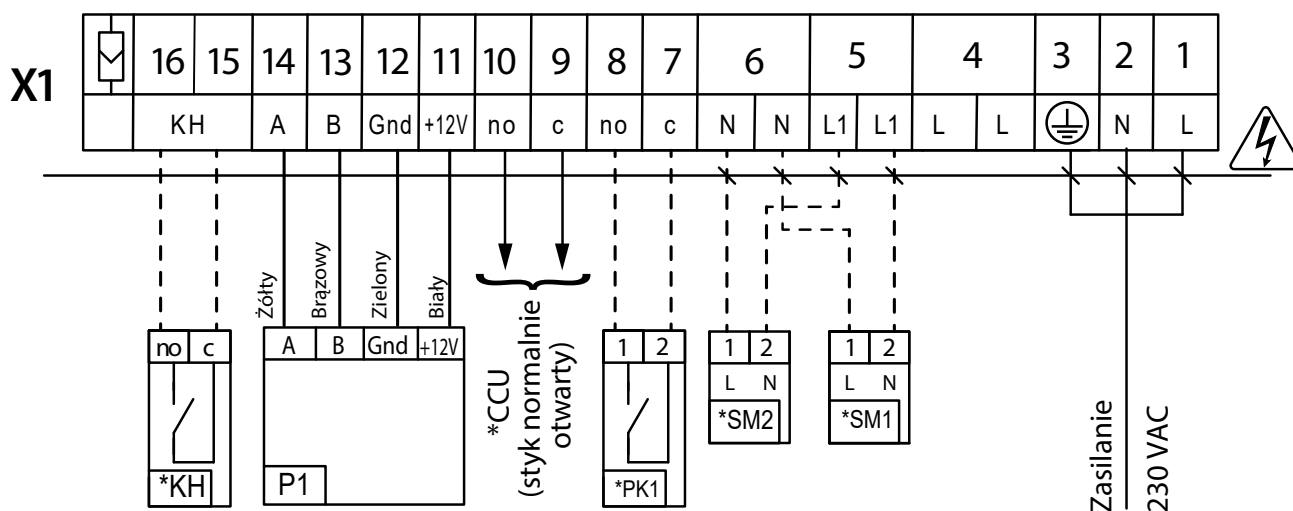 X1
16 15 14 13 12 11 10 9 8 7 6 5 4 3 2 1
KH A B Gnd +12V no c no c N N L1 L1 L L N L
Żółty
Brązowy
Zielony
Biały
*CCU
(styk normalnie
otwarty)
Zasilanie
230 VAC
no c
*KH
A B Gnd +12V
P1
1 2
*PK1
1 2
L N
*SM2
1 2
L N
*SM1